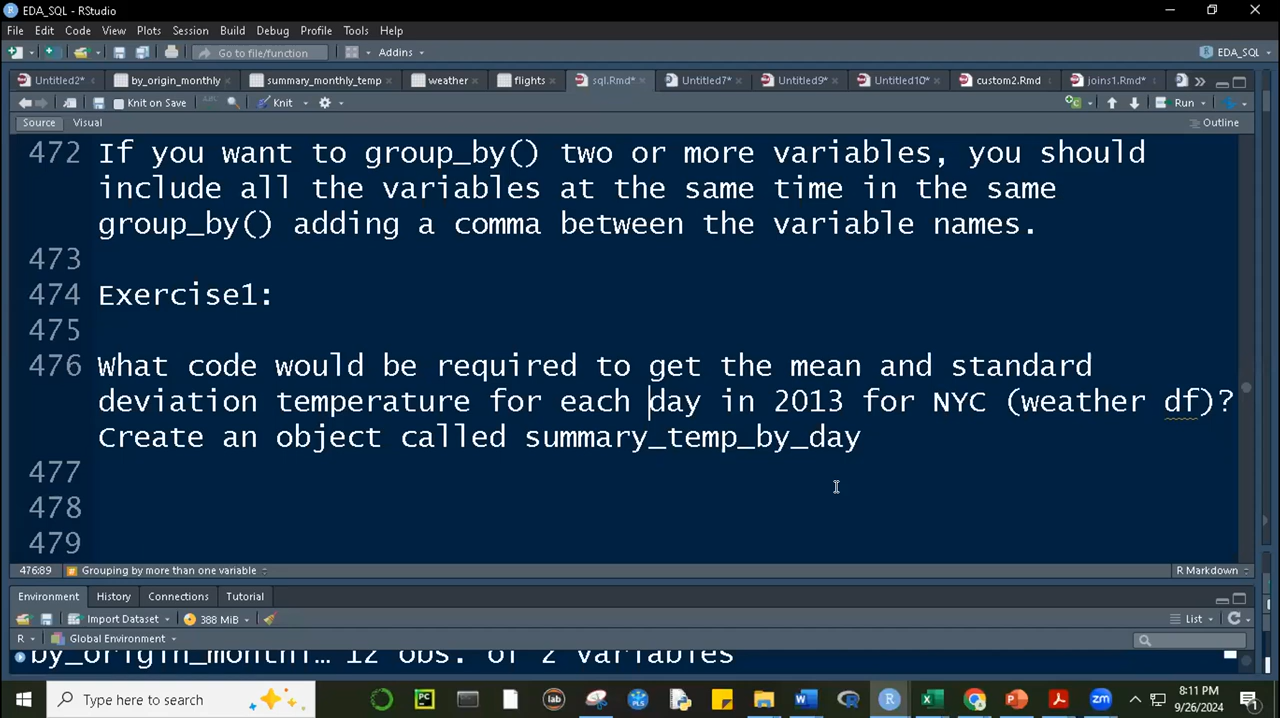 EDA_SQL - RStudio
File Edit Code View Plots Session Build Debug Profile Tools Help
Go to file/function Addins EDA_SQL
Untitled2* by_origin_monthly summary_monthly_temp weather flights sql.Rmd* Untitled7* Untitled9* Untitled10* custom2.Rmd joins1.Rmd*
Knit on Save ABC Knit Run
Source Visual Outline
472 If you want to group_by() two or more variables, you should
include all the variables at the same time in the same
group_by() adding a comma between the variable names.
473
474 Exercise1:
475
476 What code would be required to get the mean and standard
deviation temperature for each day in 2013 for NYC (weather df)?
Create an object called summary_temp_by_day
477
478
479
476:89 # Grouping by more than one variable R Markdown
Environment History Connections Tutorial
Import Dataset 388 MiB List
R Global Environment
by_origin_month… 12 obs. of 2 variables
Type here to search lab PC PLS W R R X P zm 8:11 PM
9/26/2024 1